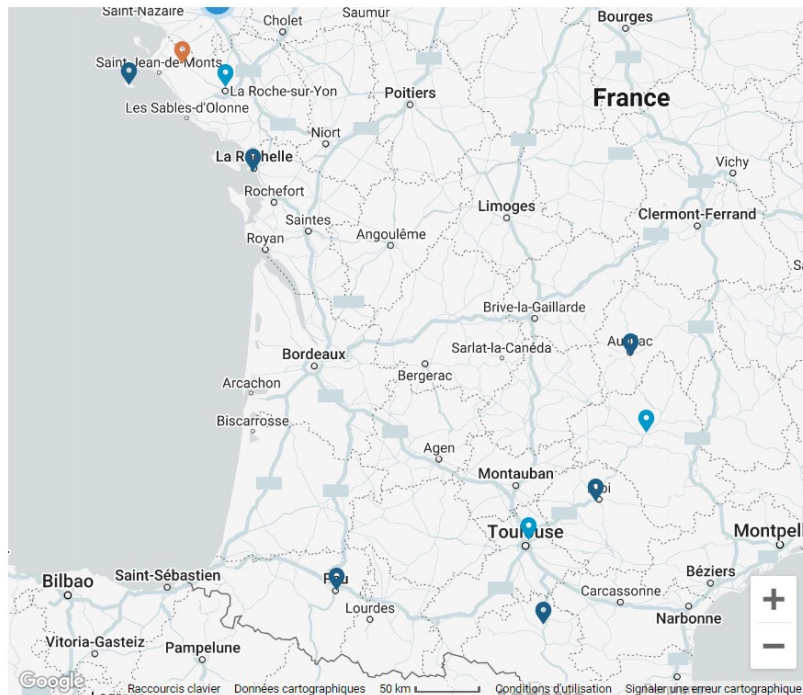 Saint-Nazaire
Cholet
Saumur
Bourges
Saint-Jean-de-Monts
La Roche-sur-Yon
Poitiers
France
Les Sables-d'Olonne
Niort
La Rochelle
Vichy
Rochefort
Limoges
Clermont-Ferrand
Saintes
Angoulême
Royan
Brive-la-Gaillarde
Sarlat-la-Canéda
Bordeaux
Bergerac
Arcachon
Biscarrosse
Agen
Montauban
Toulouse
Montpell
Bilbao
Saint-Sébastien
Béziers
Carcassonne
Lourdes
Narbonne
Vitoria-Gasteiz
Pampelune
+
−
Google
Raccourcis clavier Données cartographiques 50 km Conditions d'utilisation Signaler une erreur cartographique